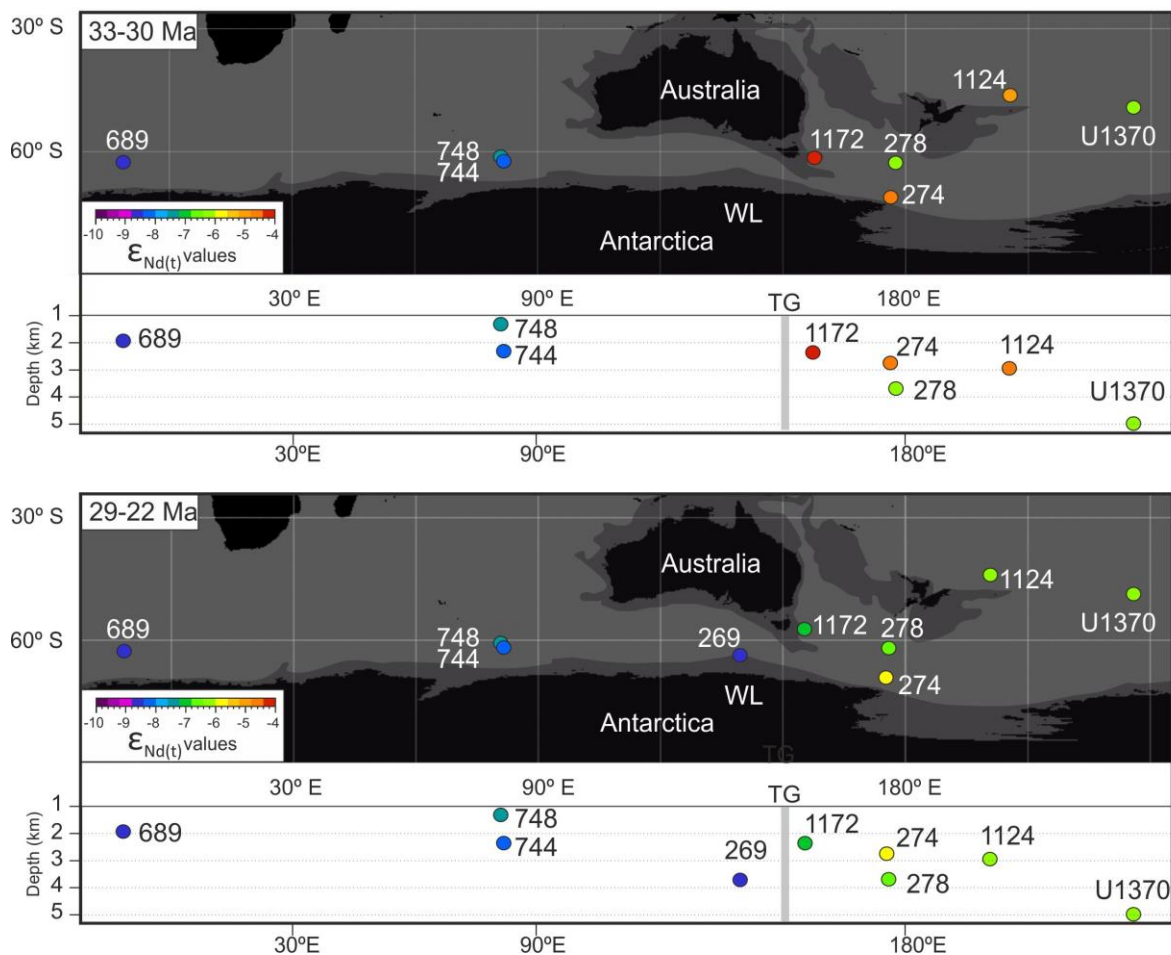 30° S
33-30 Ma
Australia
1124
U1370
60° S
689
748
744
1172
278
274
WL
Antarctica
-10 -9 -8 -7 -6 -5 -4
εNd(t) values
30° E
90° E
TG
180° E
Depth (km)
1
2
3
4
5
689
748
744
1172
274
1124
278
U1370
30°E
90°E
180°E
30° S
29-22 Ma
Australia
1124
U1370
60° S
689
748
744
269
1172
278
274
WL
Antarctica
TG
-10 -9 -8 -7 -6 -5 -4
εNd(t) values
30° E
90° E
TG
180° E
Depth (km)
1
2
3
4
5
689
748
744
269
1172
274
1124
278
U1370
30°E
90°E
180°E